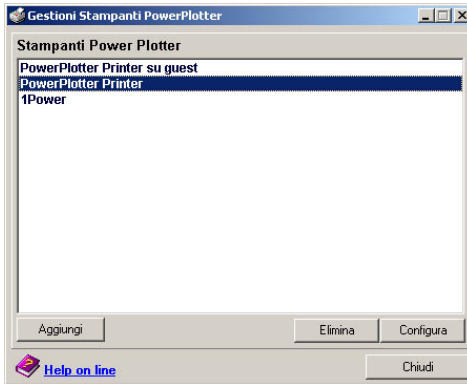 Gestioni Stampanti PowerPlotter
Stampanti Power Plotter
PowerPlotter Printer su guest
PowerPlotter Printer
1Power
Aggiungi Elimina Configura
Help on line Chiudi